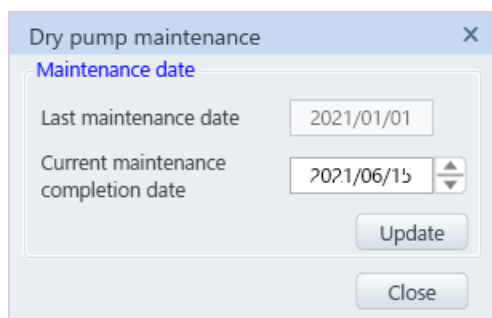 Dry pump maintenance
Maintenance date
Last maintenance date 2021/01/01
Current maintenance
completion date 2021/06/15
Update
Close